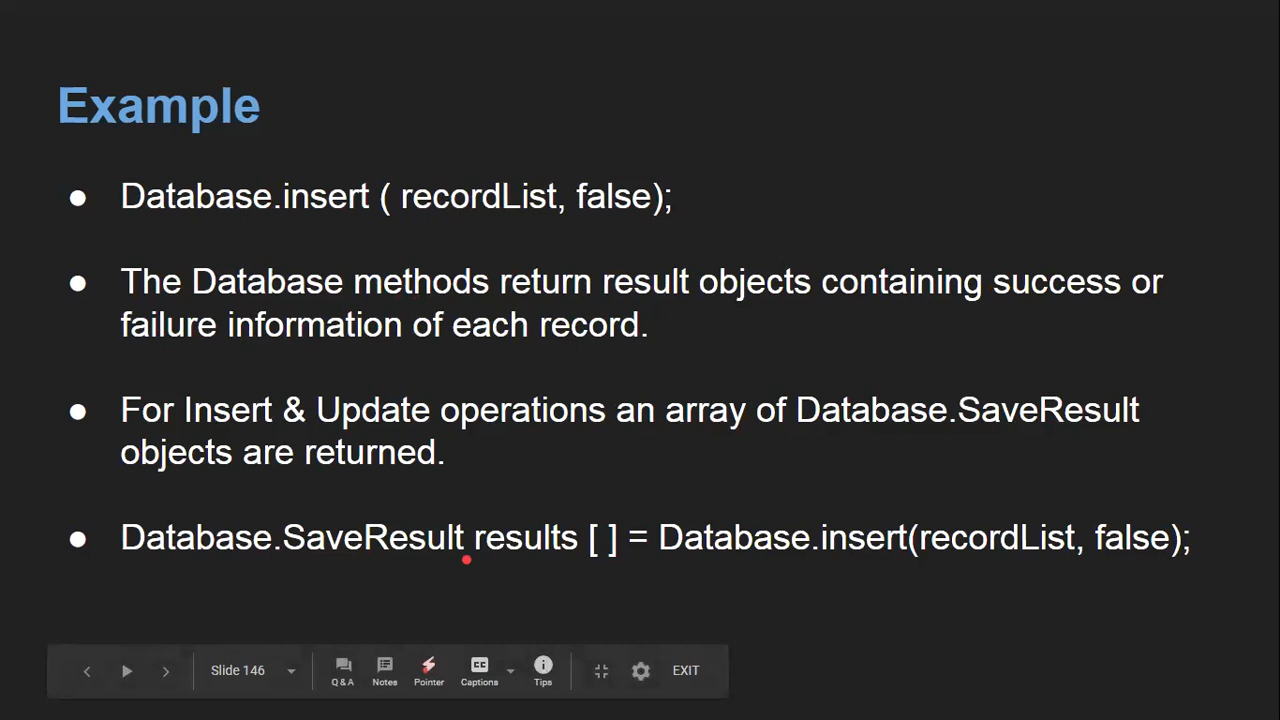 Example
● Database.insert ( recordList, false);
● The Database methods return result objects containing success or
failure information of each record.
● For Insert & Update operations an array of Database.SaveResult
objects are returned.
● Database.SaveResult results [ ] = Database.insert(recordList, false);
Slide 146
Q & A
Notes
Pointer
CC
Captions
Tips
EXIT